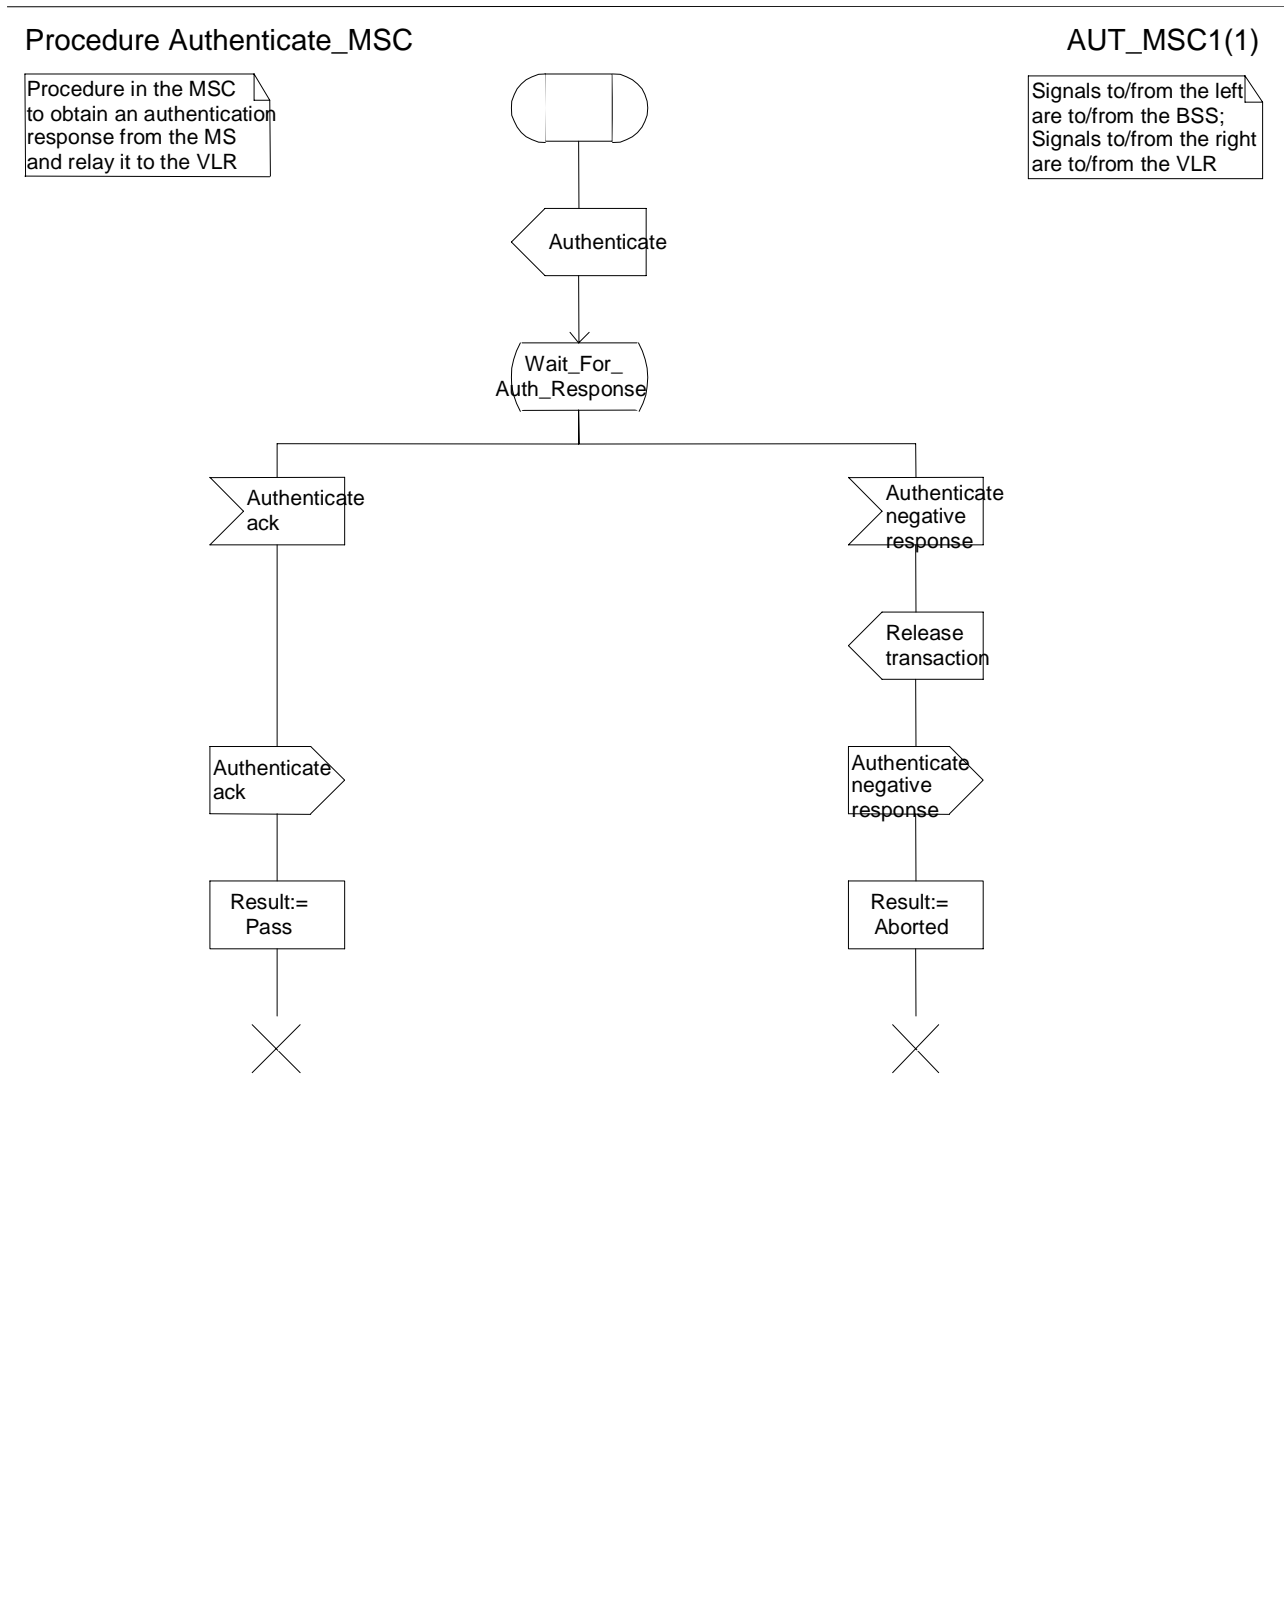 Procedure Authenticate_MSC
AUT_MSC1(1)
Procedure in the MSC
to obtain an authentication
response from the MS
and relay it to the VLR
Signals to/from the left
are to/from the BSS;
Signals to/from the right
are to/from the VLR
Authenticate
Wait_For_
Auth_Response
Authenticate
ack
Authenticate
negative
response
Release
transaction
Authenticate
ack
Authenticate
negative
response
Result:=
Pass
Result:=
Aborted